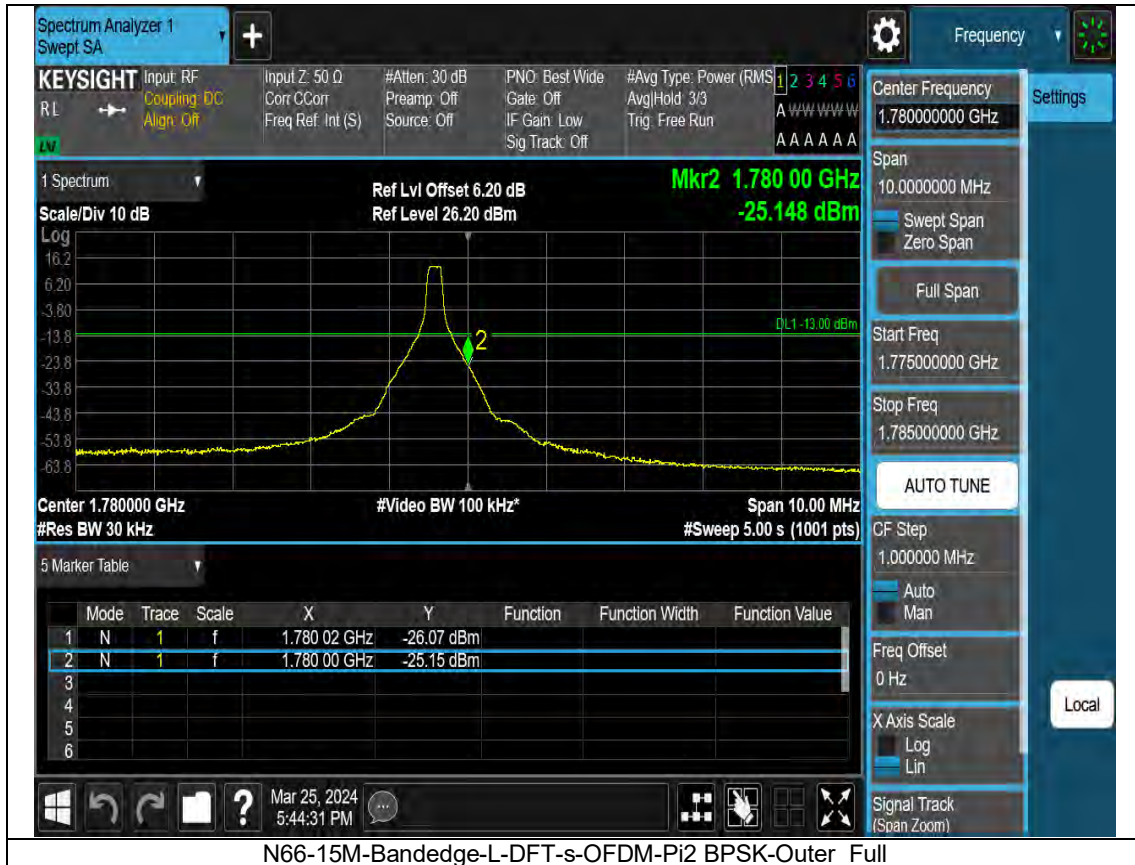 Spectrum Analyzer 1
Swept SA
+
Frequency
KEYSIGHT
RL
Input: RF
Coupling: DC
Align: Off
Input Z: 50 Ω
Corr CCorr
Freq Ref: Int (S)
#Atten: 30 dB
Preamp: Off
Source: Off
PNO: Best Wide
Gate: Off
IF Gain: Low
Sig Track: Off
#Avg Type: Power (RMS
Avg|Hold: 3/3
Trig: Free Run
1 2 3 4 5 6
A W W W W W
A A A A A A
1 Spectrum
Scale/Div 10 dB
Ref Lvl Offset 6.20 dB
Ref Level 26.20 dBm
Mkr2 1.780 00 GHz
-25.148 dBm
Log
16.2
6.20
-3.80
-13.8
-23.8
-33.8
-43.8
-53.8
-63.8
DL1 -13.00 dBm
2
Center 1.780000 GHz
#Res BW 30 kHz
#Video BW 100 kHz*
Span 10.00 MHz
#Sweep 5.00 s (1001 pts)
5 Marker Table
Mode Trace Scale X Y Function Function Width Function Value
1 N 1 f 1.780 02 GHz -26.07 dBm
2 N 1 f 1.780 00 GHz -25.15 dBm
3
4
5
6
Mar 25, 2024
5:44:31 PM
?
Center Frequency
1.780000000 GHz
Settings
Span
10.0000000 MHz
Swept Span
Zero Span
Full Span
Start Freq
1.775000000 GHz
Stop Freq
1.785000000 GHz
AUTO TUNE
CF Step
1.000000 MHz
Auto
Man
Freq Offset
0 Hz
Local
X Axis Scale
Log
Lin
Signal Track
(Span Zoom)
N66-15M-Bandedge-L-DFT-s-OFDM-Pi2 BPSK-Outer_Full